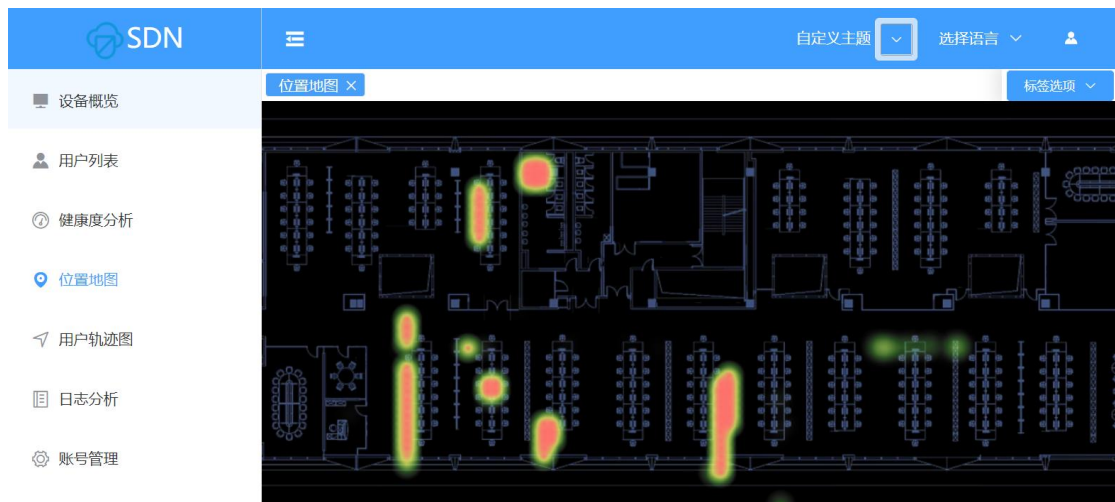 SDN
自定义主题
选择语言
设备概览
位置地图
标签选项
用户列表
健康度分析
位置地图
用户轨迹图
日志分析
账号管理